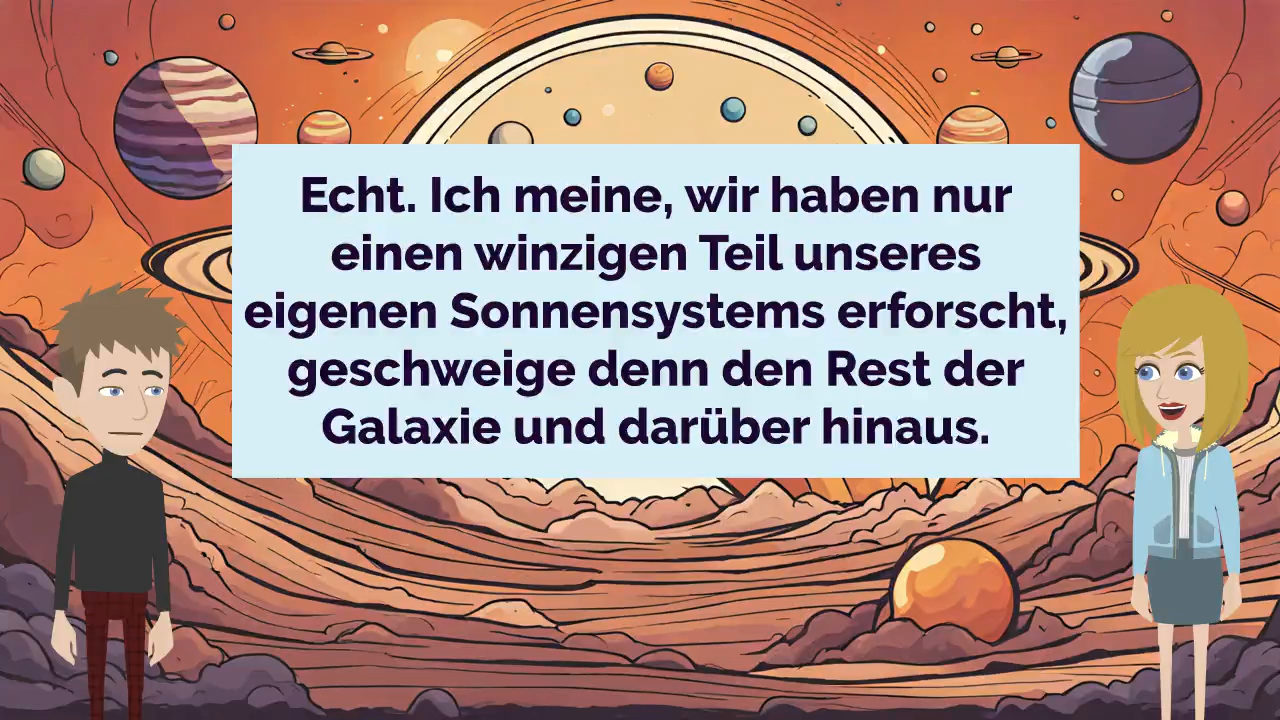 Echt. Ich meine, wir haben nur
einen winzigen Teil unseres
eigenen Sonnensystems erforscht,
geschweige denn den Rest der
Galaxie und darüber hinaus.